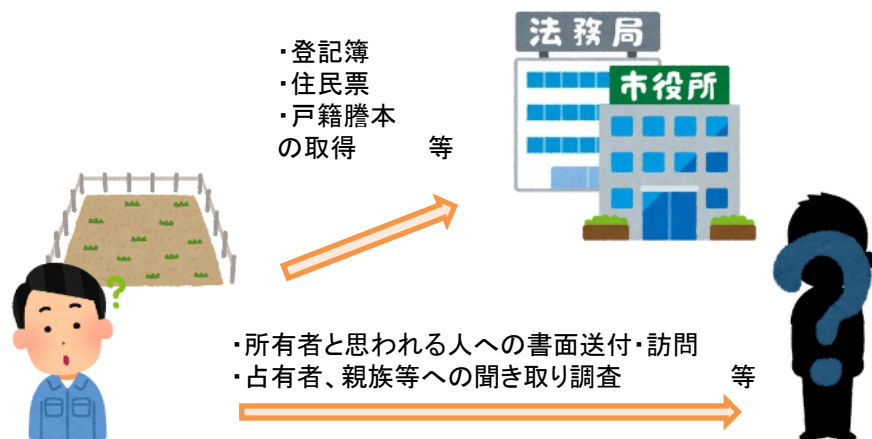 ・登記簿
・住民票
・戸籍謄本
の取得　　　等
法務局
市役所
?
?
・所有者と思われる人への書面送付・訪問
・占有者、親族等への聞き取り調査　　　　　等